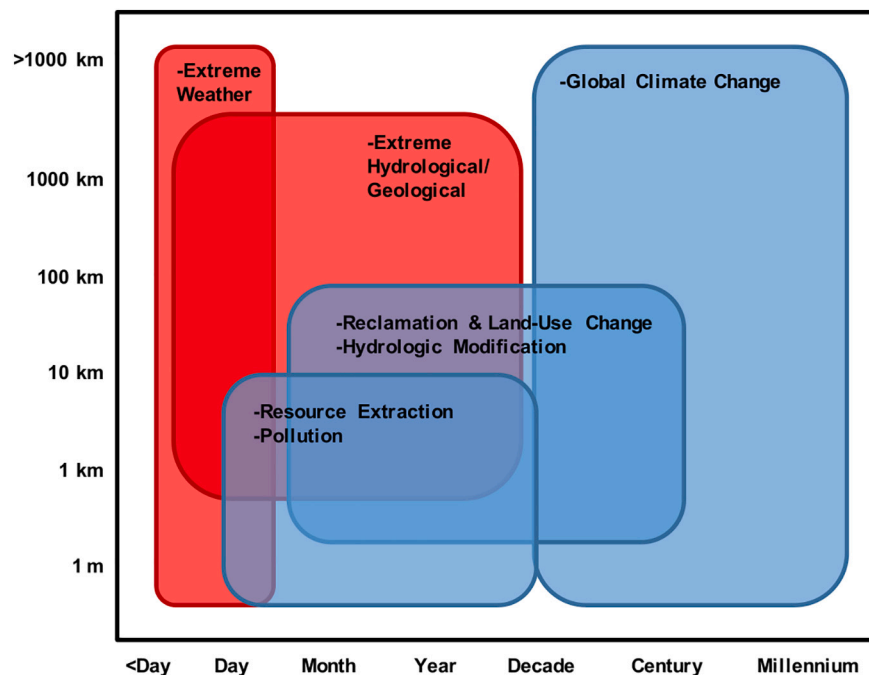 >1000 km
1000 km
100 km
10 km
1 km
1 m
-Extreme
Weather
-Extreme
Hydrological/
Geological
-Global Climate Change
-Reclamation & Land-Use Change
-Hydrologic Modification
-Resource Extraction
-Pollution
<Day Day Month Year Decade Century Millennium